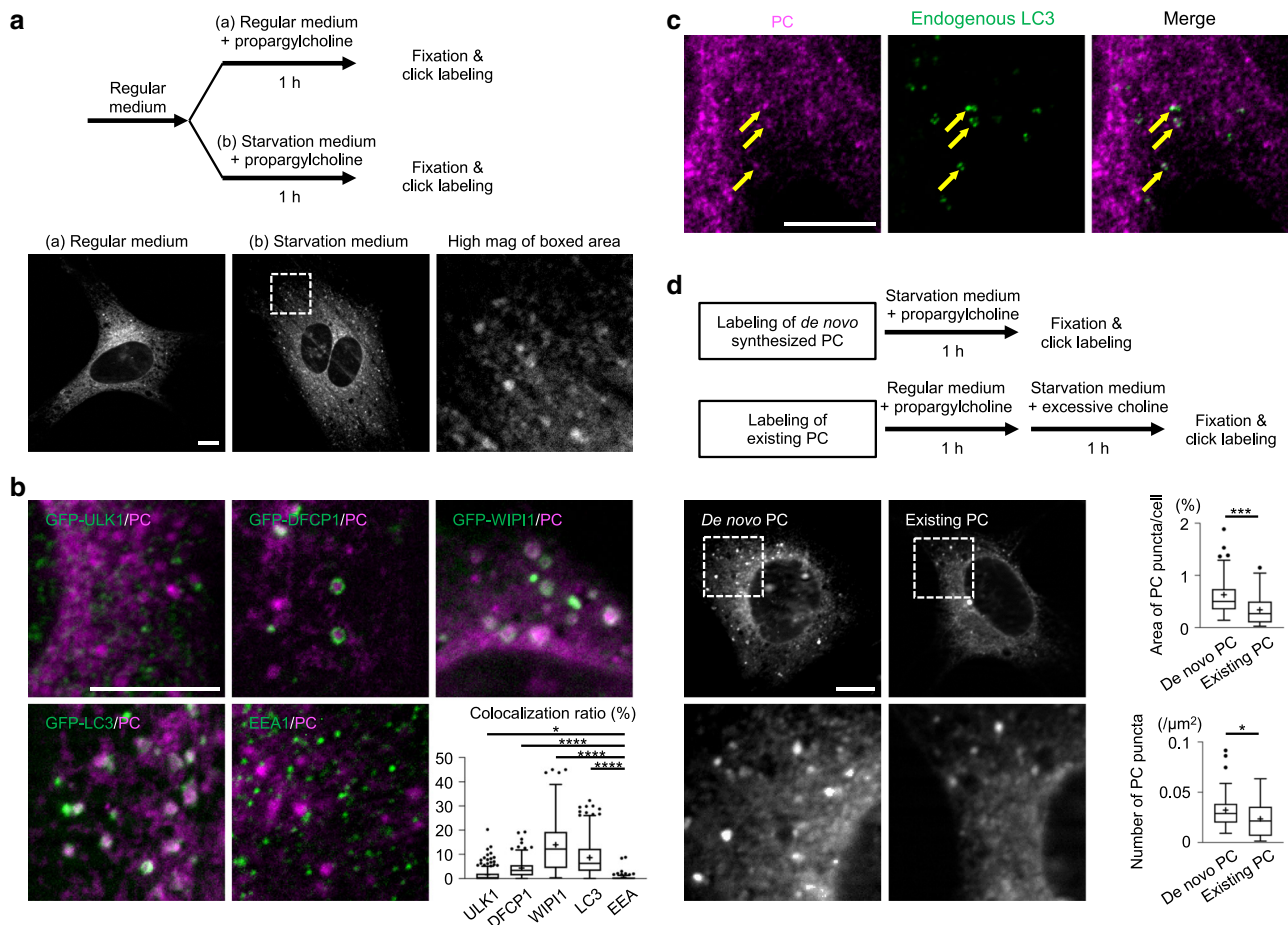 a
(a) Regular medium
+ propargylcholine
1 h
Fixation &
click labeling
Regular
medium
(b) Starvation medium
+ propargylcholine
1 h
Fixation &
click labeling
(a) Regular medium
(b) Starvation medium
High mag of boxed area
b
GFP-ULK1/PC
GFP-DFCP1/PC
GFP-WIPI1/PC
GFP-LC3/PC
EEA1/PC
Colocalization ratio (%)
*
****
****
****
50
40
30
20
10
0
ULK1
DFCP1
WIPI1
LC3
EEA
c
PC
Endogenous LC3
Merge
d
Labeling of de novo
synthesized PC
Starvation medium
+ propargylcholine
1 h
Fixation &
click labeling
Labeling of
existing PC
Regular medium
+ propargylcholine
1 h
Starvation medium
+ excessive choline
1 h
Fixation &
click labeling
De novo PC
Existing PC
(%)
***
2
1
0
Area of PC puncta/cell
De novo PC
Existing PC
(/µm²)
*
0.1
0.05
0
Number of PC puncta
De novo PC
Existing PC